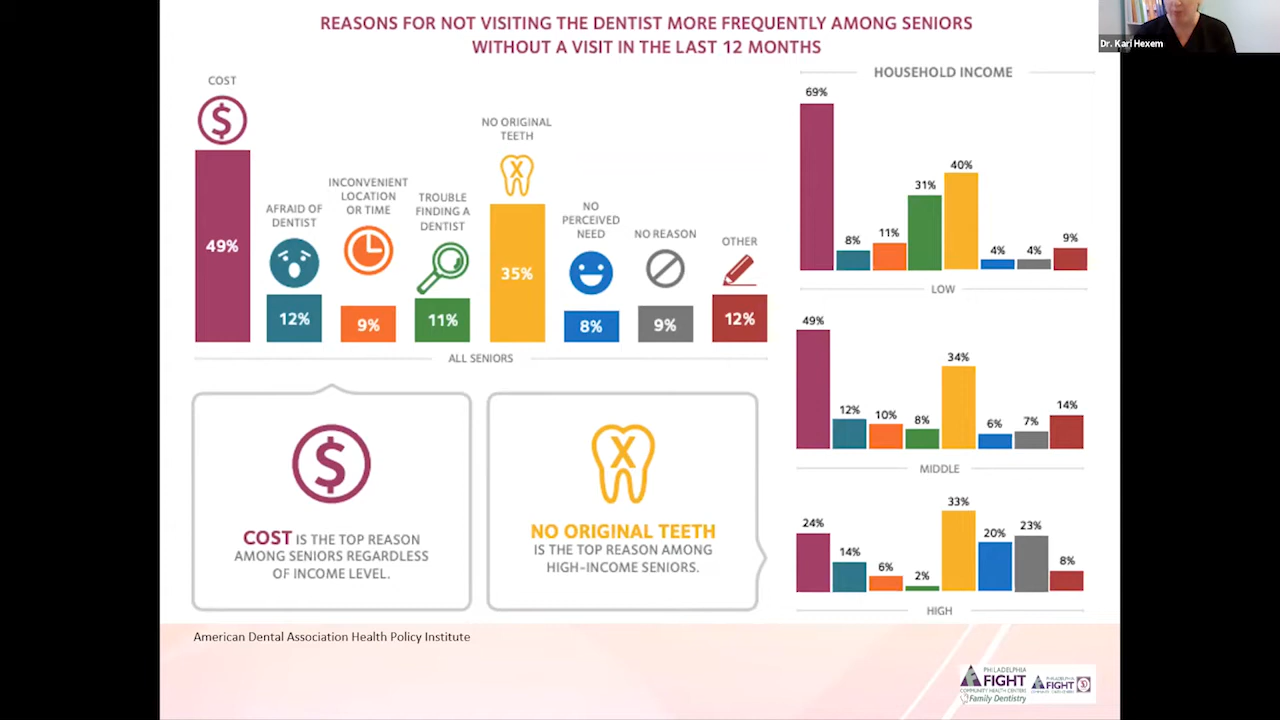 REASONS FOR NOT VISITING THE DENTIST MORE FREQUENTLY AMONG SENIORS
WITHOUT A VISIT IN THE LAST 12 MONTHS
Dr. Kari Hexem
COST
$
49%
AFRAID OF
DENTIST
12%
INCONVENIENT
LOCATION
OR TIME
9%
TROUBLE
FINDING A
DENTIST
11%
NO ORIGINAL
TEETH
X
35%
NO
PERCEIVED
NEED
8%
NO REASON
9%
OTHER
12%
ALL SENIORS
HOUSEHOLD INCOME
69%
8%
11%
31%
40%
4%
4%
9%
LOW
49%
12%
10%
8%
34%
6%
7%
14%
MIDDLE
24%
14%
6%
2%
33%
20%
23%
8%
HIGH
$
COST IS THE TOP REASON
AMONG SENIORS REGARDLESS
OF INCOME LEVEL.
X
NO ORIGINAL TEETH
IS THE TOP REASON AMONG
HIGH-INCOME SENIORS.
American Dental Association Health Policy Institute
PHILADELPHIA
FIGHT
COMMUNITY HEALTH CENTERS
Family Dentistry
PHILADELPHIA
FIGHT